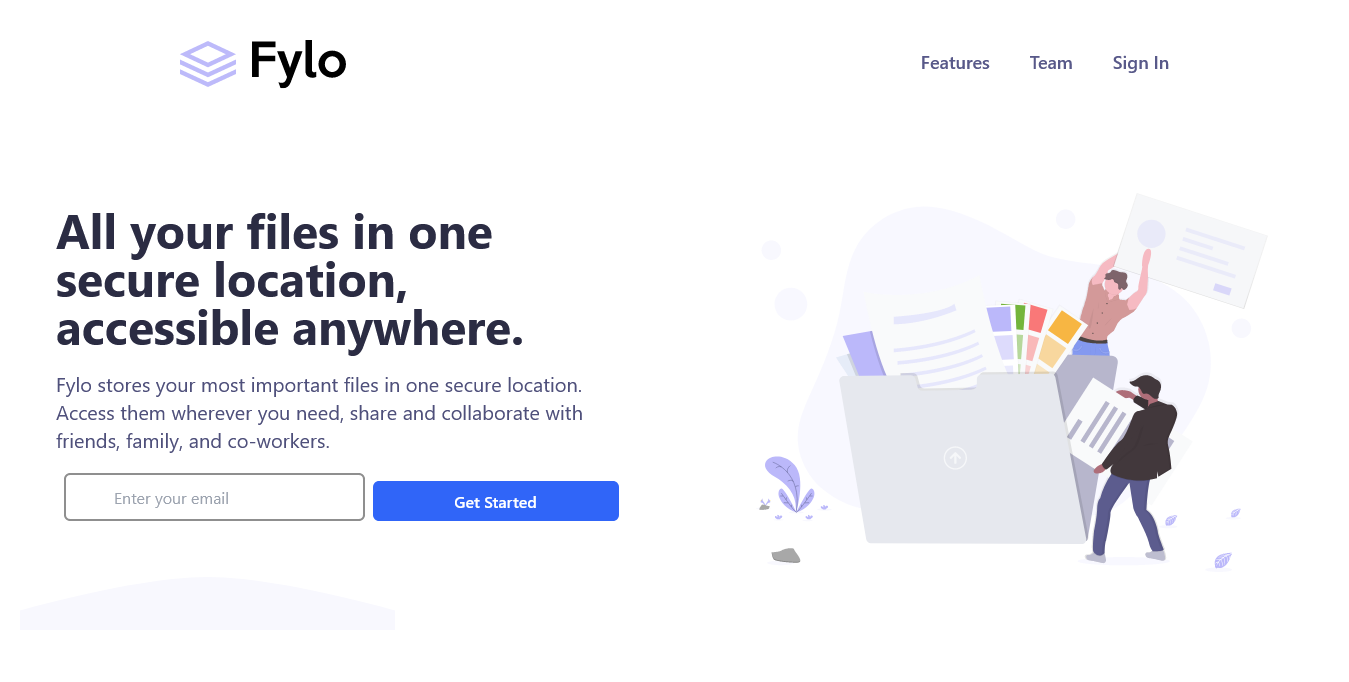 Fylo
Features
Team
Sign In
All your files in one
secure location,
accessible anywhere.
Fylo stores your most important files in one secure location.
Access them wherever you need, share and collaborate with
friends, family, and co-workers.
Enter your email
Get Started